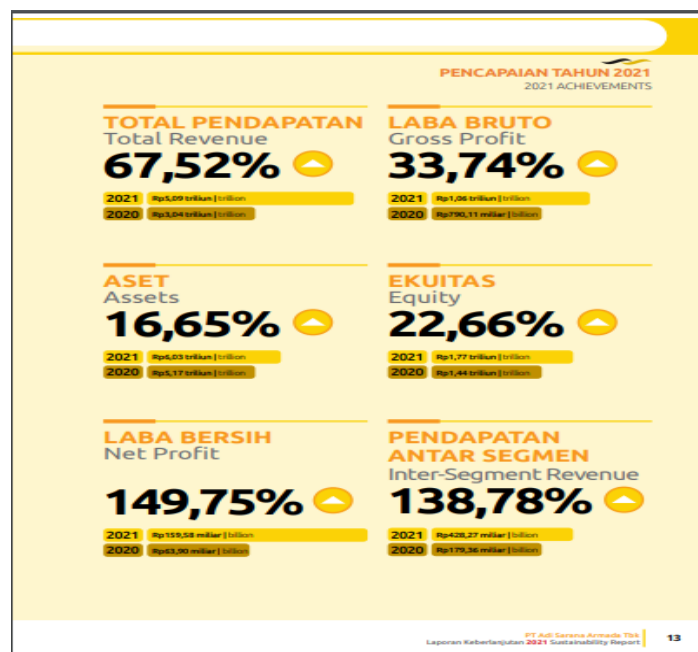 PENCAPAIAN TAHUN 2021
2021 ACHIEVEMENTS
TOTAL PENDAPATAN
Total Revenue
67,52%
2021 Rp5,09 triliun | trillion
2020 Rp3,04 triliun | trillion
LABA BRUTO
Gross Profit
33,74%
2021 Rp1,06 triliun | trillion
2020 Rp790,11 miliar | billion
ASET
Assets
16,65%
2021 Rp6,03 triliun | trillion
2020 Rp5,17 triliun | trillion
EKUITAS
Equity
22,66%
2021 Rp1,77 triliun | trillion
2020 Rp1,44 triliun | trillion
LABA BERSIH
Net Profit
149,75%
2021 Rp159,58 miliar | billion
2020 Rp63,90 miliar | billion
PENDAPATAN
ANTAR SEGMEN
Inter-Segment Revenue
138,78%
2021 Rp428,27 miliar | billion
2020 Rp179,36 miliar | billion
PT Adi Sarana Armada Tbk
Laporan Keberlanjutan 2021 Sustainability Report
13